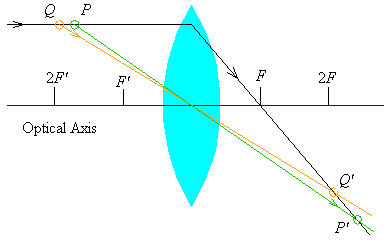 Q P
2F' F' F 2F
Optical Axis
Q'
P'